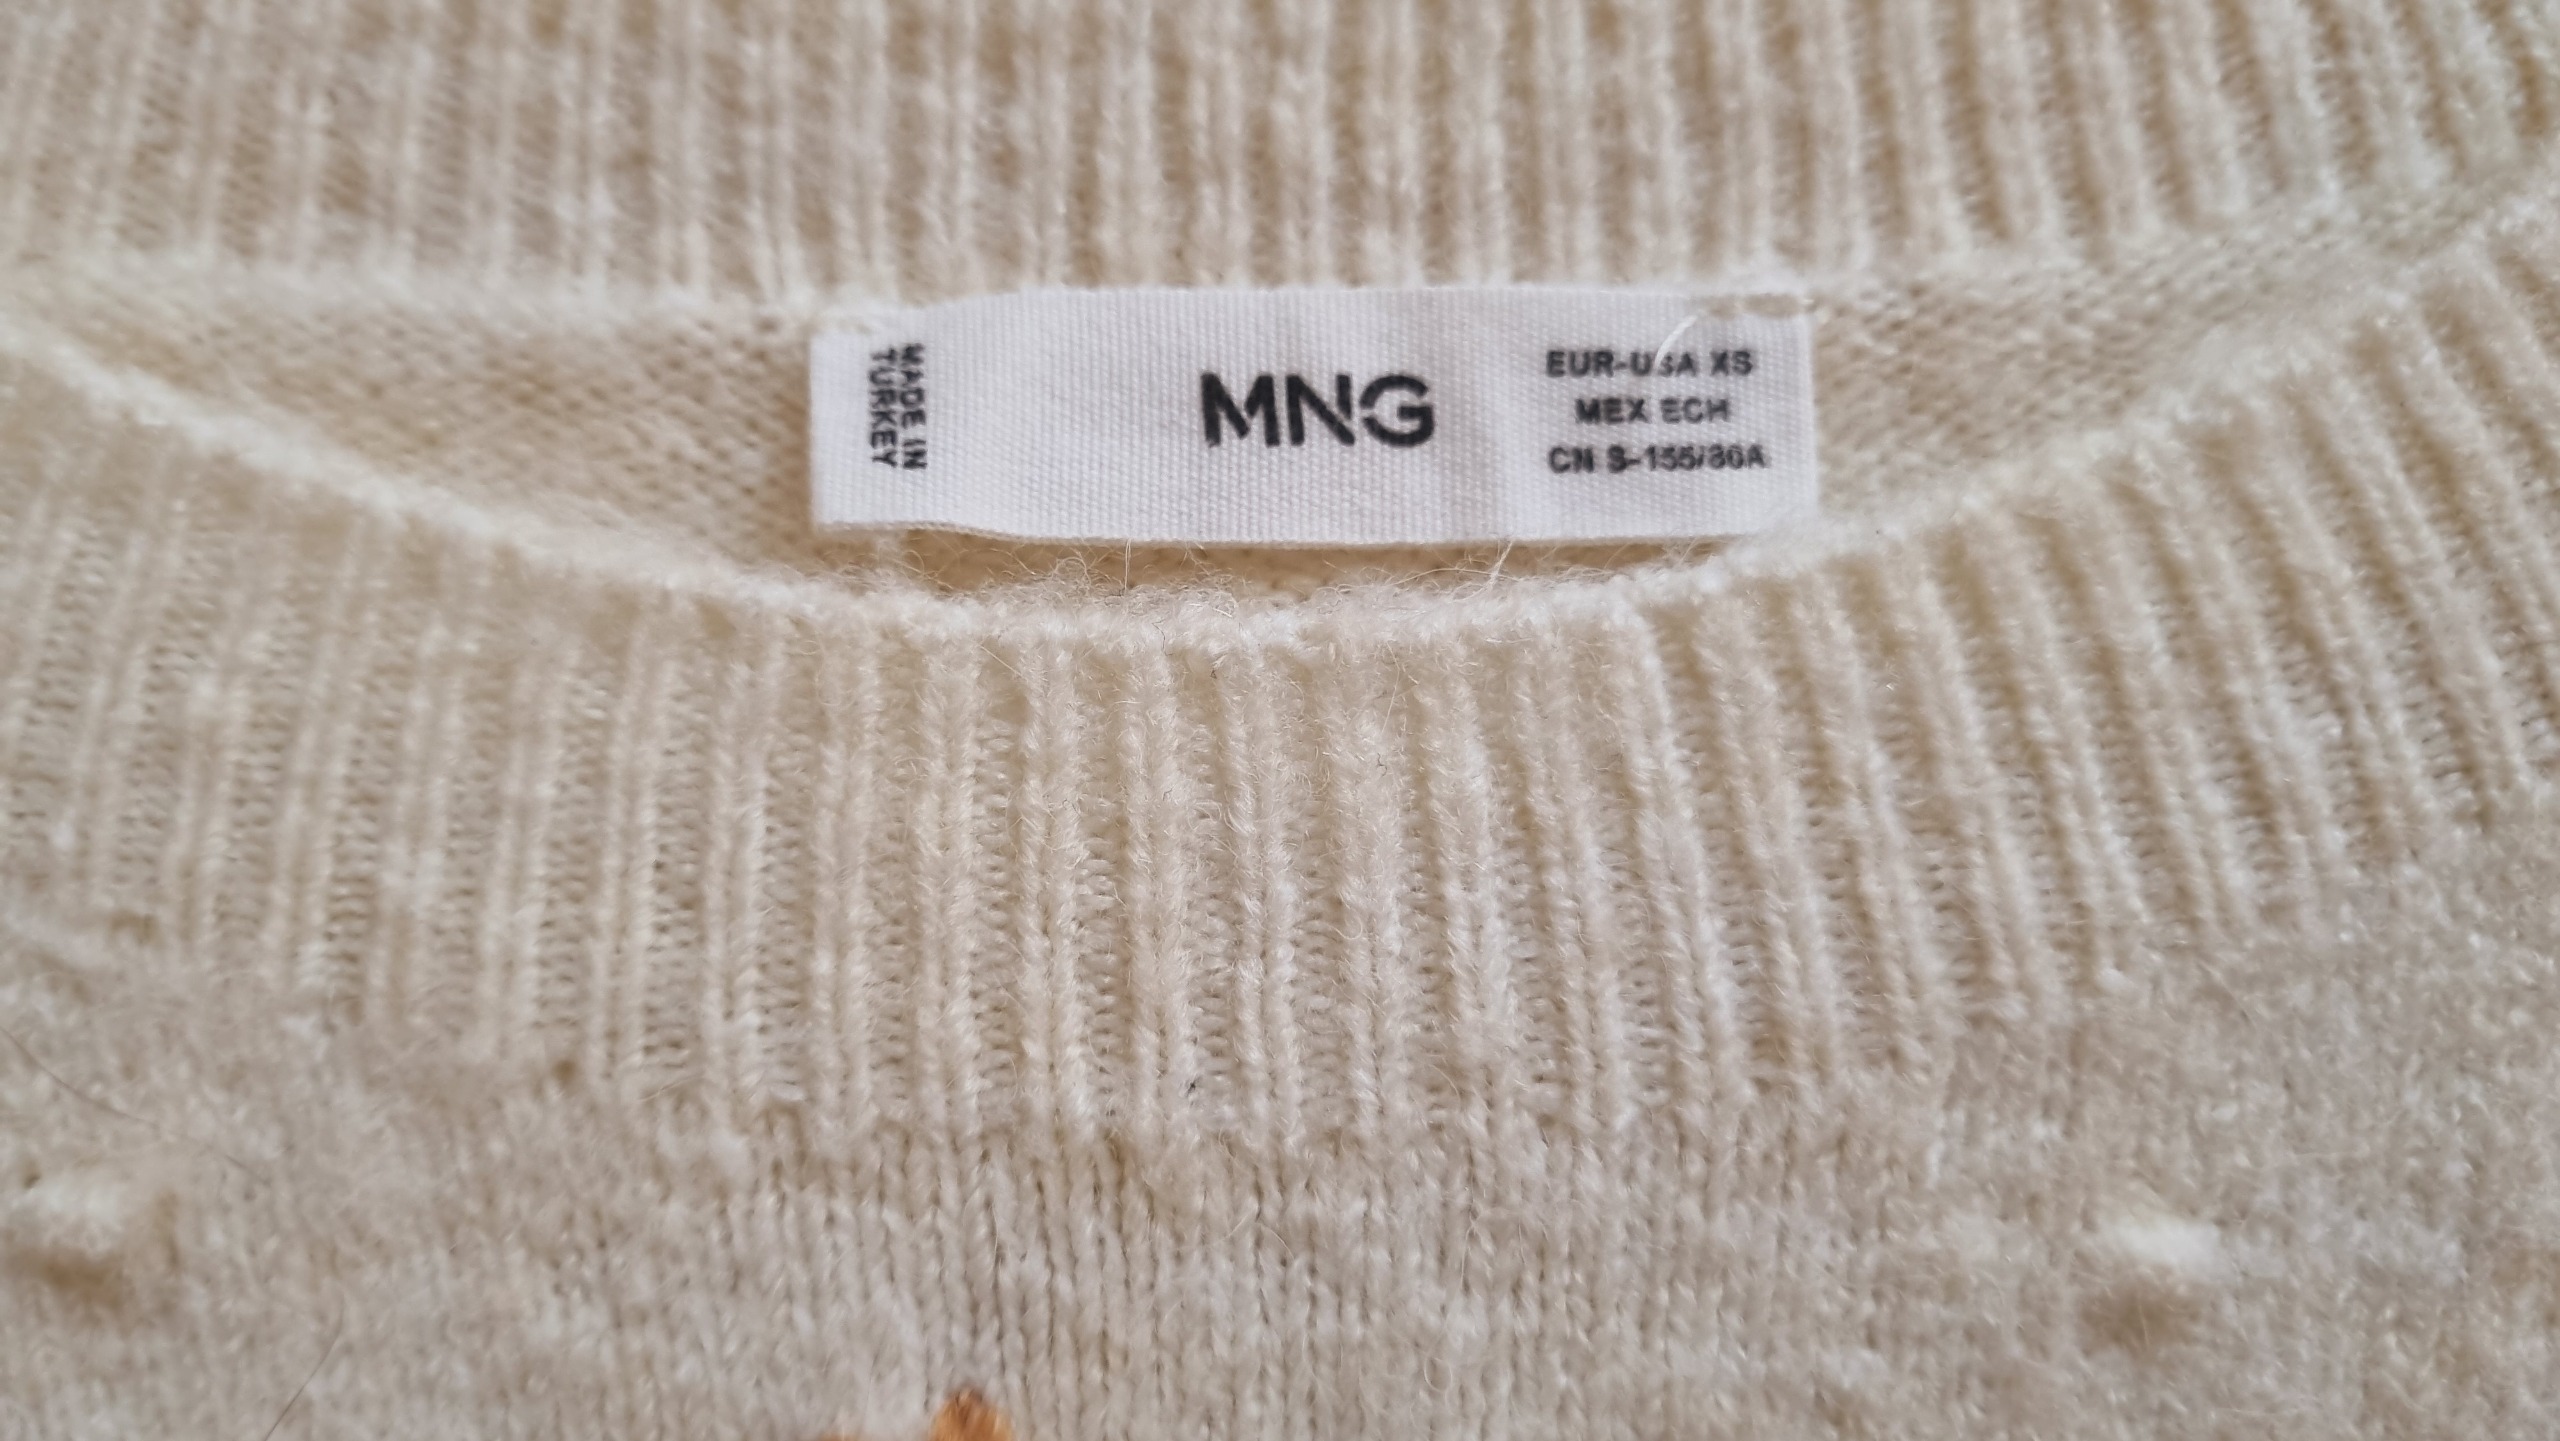 MADE IN
TURKEY
MNG
EUR-USA XS
MEX ECH
CN S-155/80A